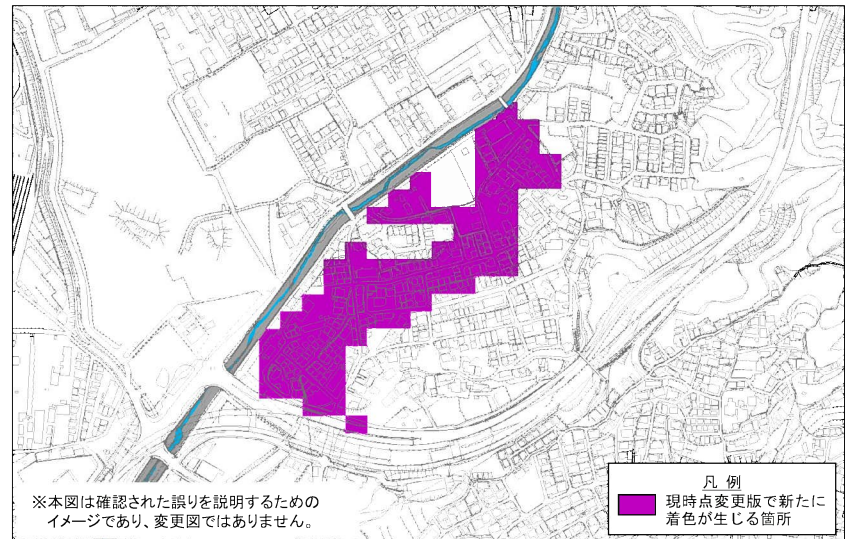 ※本図は確認された誤りを説明するための
イメージであり、変更図ではありません。
凡 例
現時点変更版で新たに
着色が生じる箇所